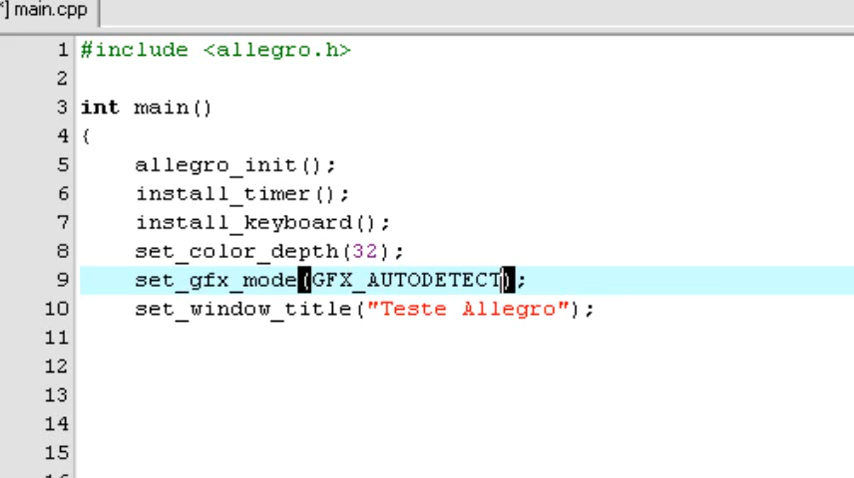 *] main.cpp
1 #include <allegro.h>
2
3 int main()
4 {
5 allegro_init();
6 install_timer();
7 install_keyboard();
8 set_color_depth(32);
9 set_gfx_mode(GFX_AUTODETECT);
10 set_window_title("Teste Allegro");
11
12
13
14
15